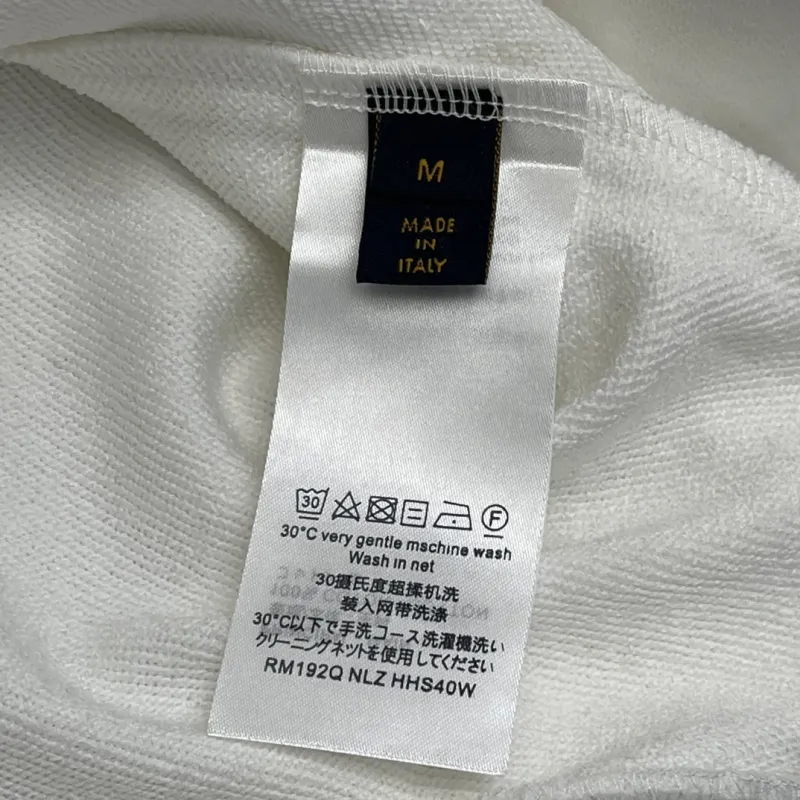 M
MADE
IN
ITALY
30
F
30°C very gentle mschine wash
Wash in net
30摄氏度超揉机洗
装入网带洗涤
30°C以下で手洗コース洗濯機洗い
クリーニングネットを使用してください
RM192Q NLZ HHS40W